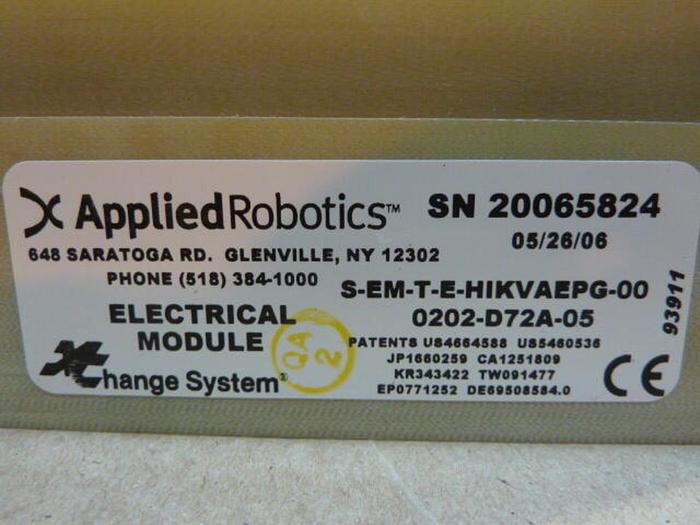 AppliedRobotics™
SN 20065824
648 SARATOGA RD. GLENVILLE, NY 12302
05/26/06
PHONE (518) 384-1000
S-EM-T-E-HIKVAEPG-00
ELECTRICAL
MODULE
0202-D72A-05
PATENTS US4664588 US5460536
JP1660259 CA1251809
KR343422 TW091477
EP0771252 DE69508584.0
XChange System®
QA
2
CE
93911